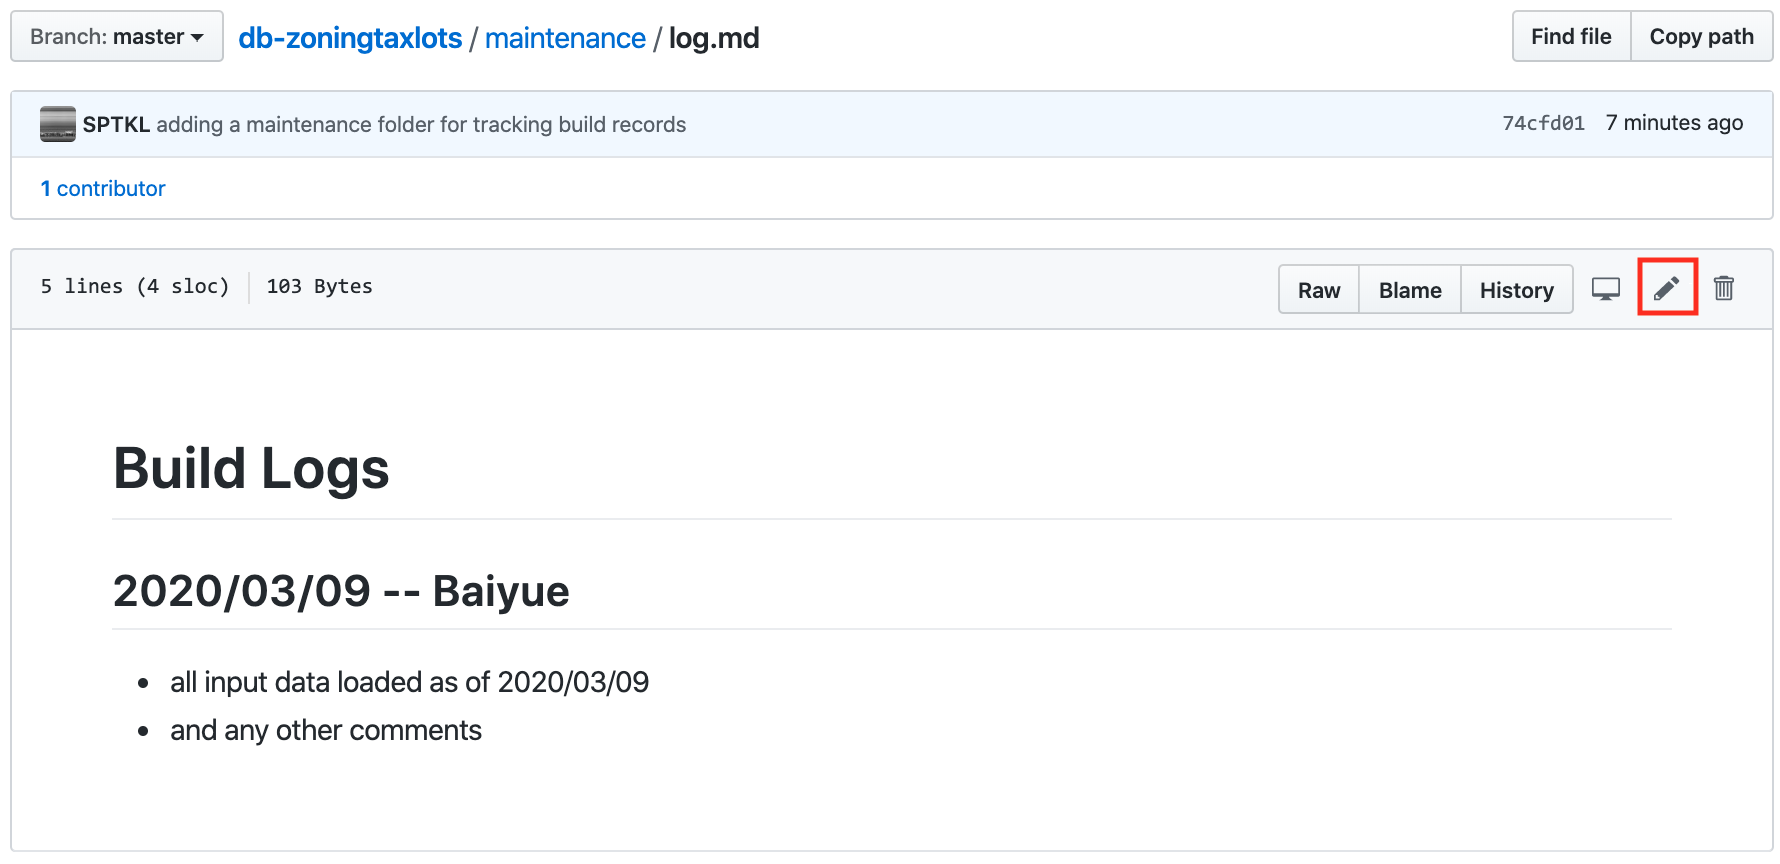 Branch: master db-zoningtaxlots / maintenance / log.md Find file Copy path
SPTKL adding a maintenance folder for tracking build records 74cfd01 7 minutes ago
1 contributor
5 lines (4 sloc) 103 Bytes Raw Blame History
Build Logs
2020/03/09 -- Baiyue
• all input data loaded as of 2020/03/09
• and any other comments